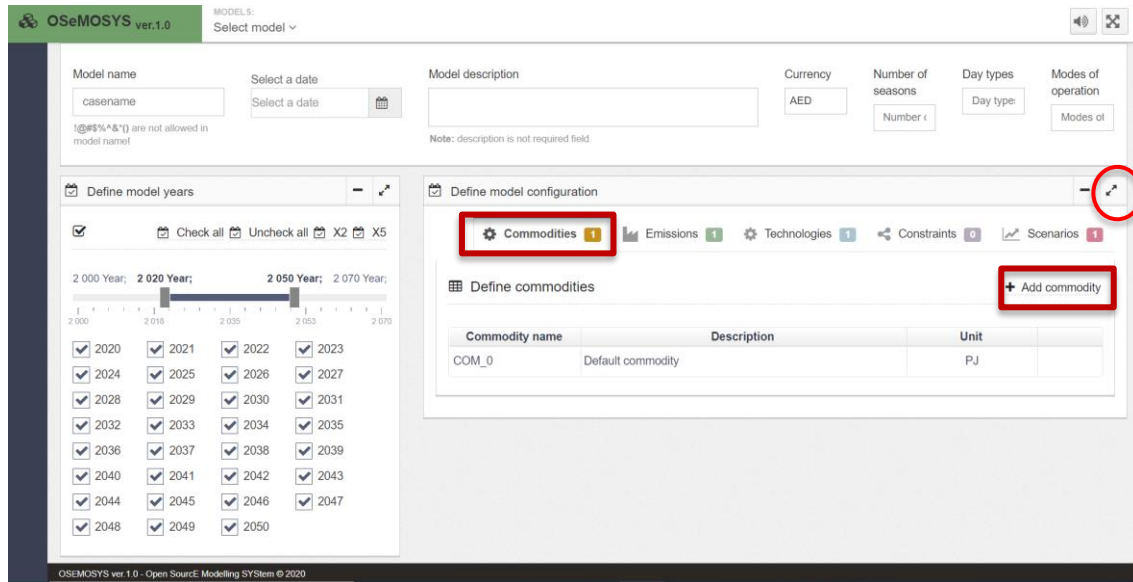 OSeMOSYS ver.1.0
MODELS:
Select model
Model name
Select a date
Model description
Currency
Number of seasons
Day types
Modes of operation
casename
Select a date
AED
Number
Day type
Modes of
!@#$%^&*() are not allowed in
model name!
Note: description is not required field.
Define model years
Check all Uncheck all X2 X5
2 000 Year; 2 020 Year; 2 050 Year; 2 070 Year;
2 000 2 018 2 035 2 053 2 070
2020 2021 2022 2023
2024 2025 2026 2027
2028 2029 2030 2031
2032 2033 2034 2035
2036 2037 2038 2039
2040 2041 2042 2043
2044 2045 2046 2047
2048 2049 2050
Define model configuration
Commodities 1 Emissions 1 Technologies 1 Constraints 0 Scenarios 1
Define commodities
+ Add commodity
Commodity name Description Unit
COM_0 Default commodity PJ
OSEMOSYS ver.1.0 - Open SourcE Modelling SYStem © 2020